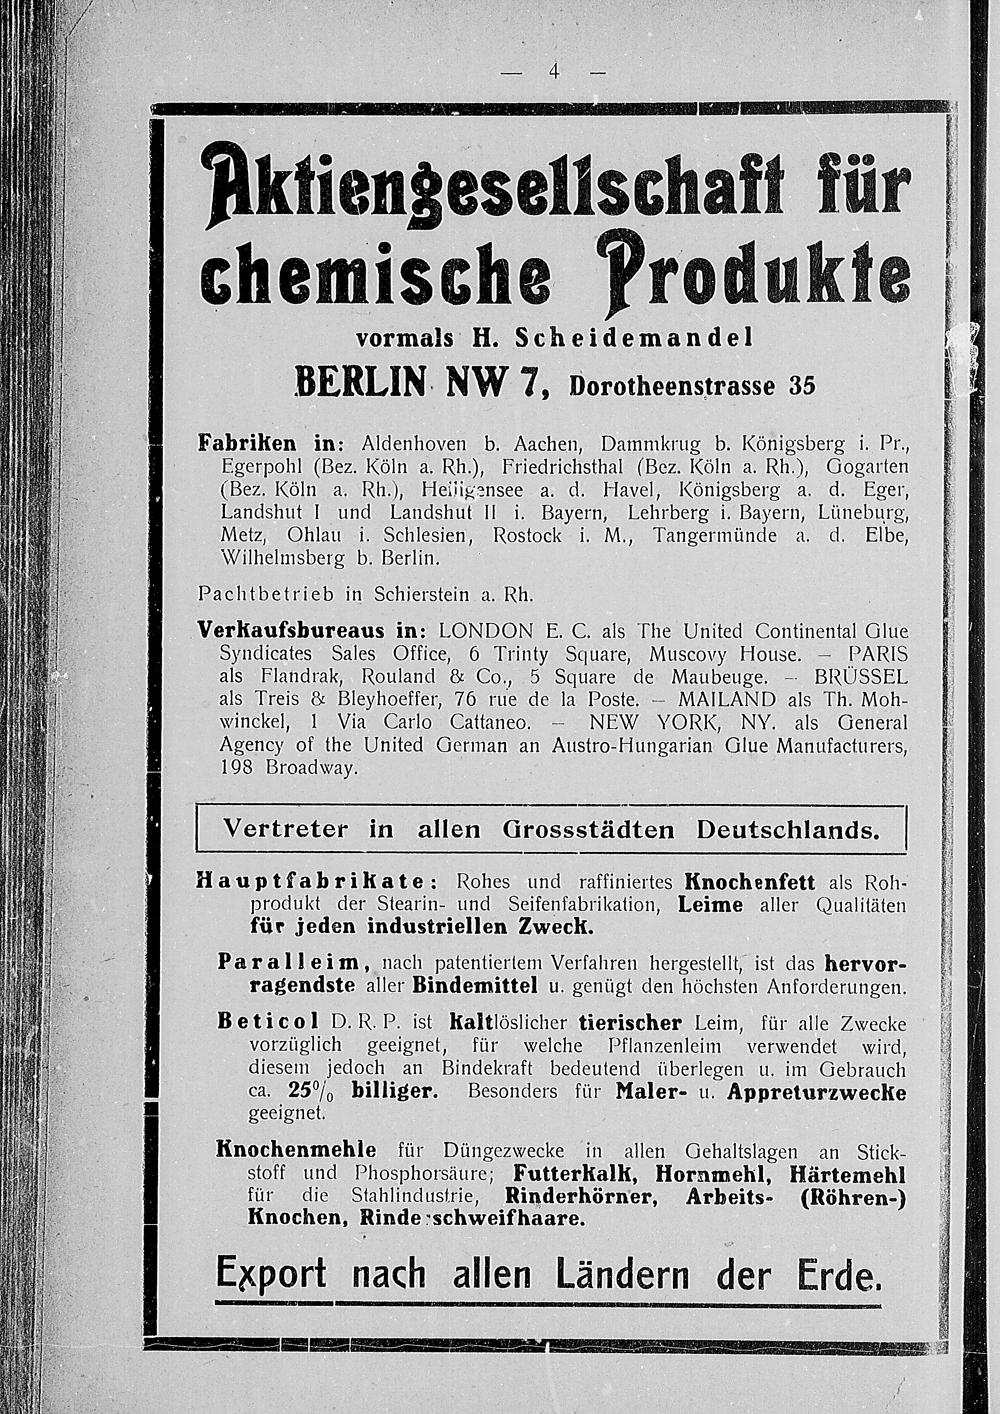 — 4 —
Aktiengesellschaft für
chemische Produkte
vormals H. Scheidemandel
BERLIN NW 7, Dorotheenstrasse 35
Fabriken in: Aldenhoven b. Aachen, Dammkrug b. Königsberg i. Pr.,
Egerpohl (Bez. Köln a. Rh.), Friedrichsthal (Bez. Köln a. Rh.), Gogarten
(Bez. Köln a. Rh.), Heiligensee a. d. Havel, Königsberg a. d. Eger,
Landshut I und Landshut II i. Bayern, Lehrberg i. Bayern, Lüneburg,
Metz, Ohlau i. Schlesien, Rostock i. M., Tangermünde a. d. Elbe,
Wilhelmsberg b. Berlin.
Pachtbetrieb in Schierstein a. Rh.
Verkaufsbureaus in: LONDON E. C. als The United Continental Glue
Syndicates Sales Office, 6 Trinty Square, Muscovy House. — PARIS
als Flandrak, Rouland & Co., 5 Square de Maubeuge. — BRÜSSEL
als Treis & Bleyhoeffer, 76 rue de la Poste. — MAILAND als Th. Moh-
winckel, 1 Via Carlo Cattaneo. — NEW YORK, NY. als General
Agency of the United German an Austro-Hungarian Glue Manufacturers,
198 Broadway.
Vertreter in allen Grossstädten Deutschlands.
Hauptfabrikate: Rohes und raffiniertes Knochenfett als Roh-
produkt der Stearin- und Seifenfabrikation, Leime aller Qualitäten
für jeden industriellen Zweck.
Paralleim, nach patentiertem Verfahren hergestellt, ist das hervor-
ragendste aller Bindemittel u. genügt den höchsten Anforderungen.
Beticol D. R. P. ist kaltlöslicher tierischer Leim, für alle Zwecke
vorzüglich geeignet, für welche Pflanzenleim verwendet wird,
diesem jedoch an Bindekraft bedeutend überlegen u. im Gebrauch
ca. 25% billiger. Besonders für Maler- u. Appreturzwecke
geeignet.
Knochenmehle für Düngezwecke in allen Gehaltslagen an Stick-
stoff und Phosphorsäure; Futterkalk, Hornmehl, Härtemehl
für die Stahlindustrie, Rinderhörner, Arbeits- (Röhren-)
Knochen, Rinderschweifhaare.
Export nach allen Ländern der Erde.